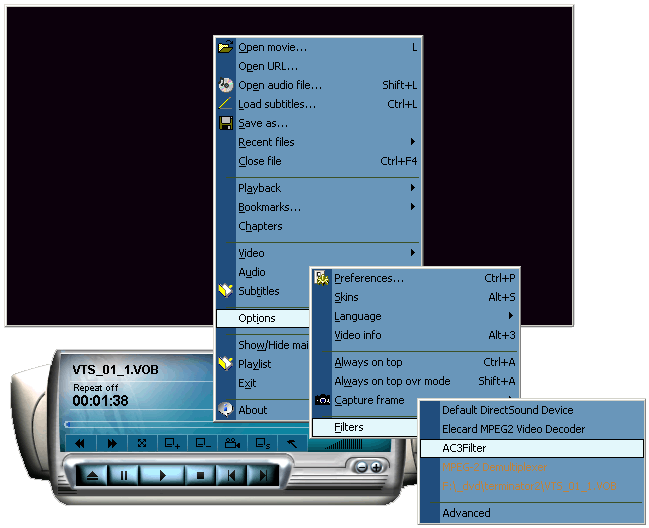 Open movie... L
Open URL...
Open audio file... Shift+L
Load subtitles... Ctrl+L
Save as...
Recent files
Close file Ctrl+F4
Playback
Bookmarks...
Chapters
Video
Audio
Subtitles
Options
Show/Hide mai
Playlist
Exit
About
Preferences... Ctrl+P
Skins Alt+S
Language
Video info Alt+3
Always on top Ctrl+A
Always on top ovr mode Shift+A
Capture frame
Filters
Default DirectSound Device
Elecard MPEG2 Video Decoder
AC3Filter
Advanced
VTS_01_1.VOB
Repeat off
00:01:38